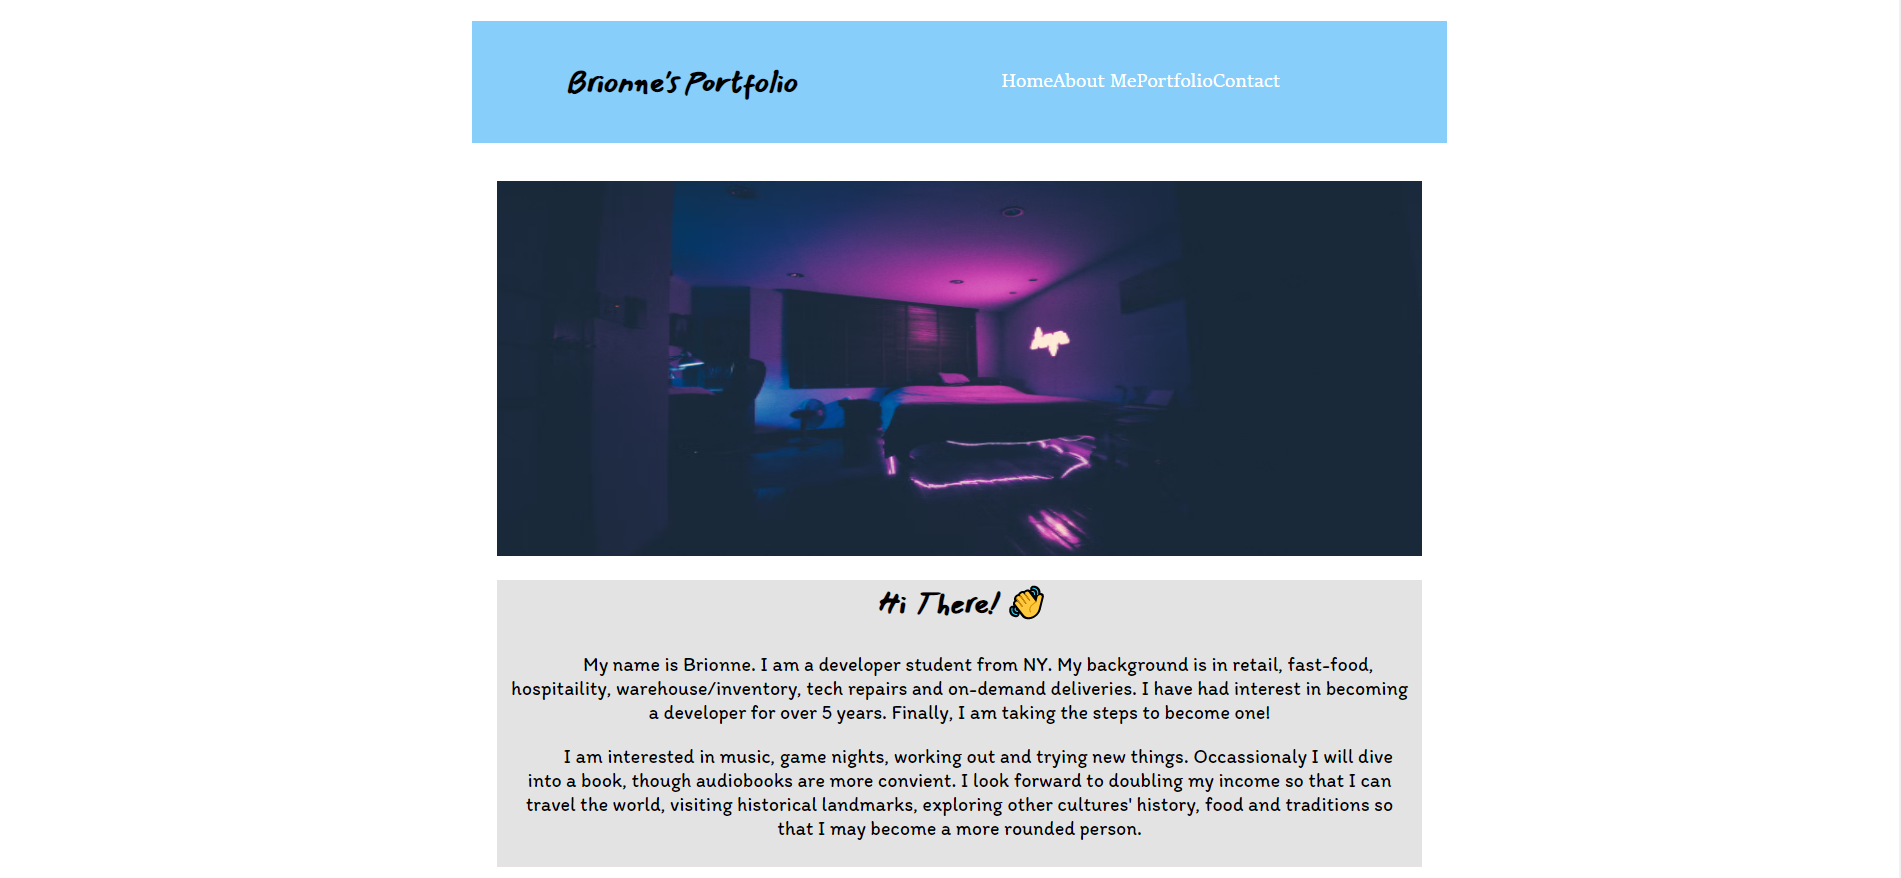 Brionne's Portfolio
HomeAbout MePortfolioContact
Hi There! 👋
My name is Brionne. I am a developer student from NY. My background is in retail, fast-food,
hospitaility, warehouse/inventory, tech repairs and on-demand deliveries. I have had interest in becoming
a developer for over 5 years. Finally, I am taking the steps to become one!
I am interested in music, game nights, working out and trying new things. Occassionaly I will dive
into a book, though audiobooks are more convient. I look forward to doubling my income so that I can
travel the world, visiting historical landmarks, exploring other cultures' history, food and traditions so
that I may become a more rounded person.